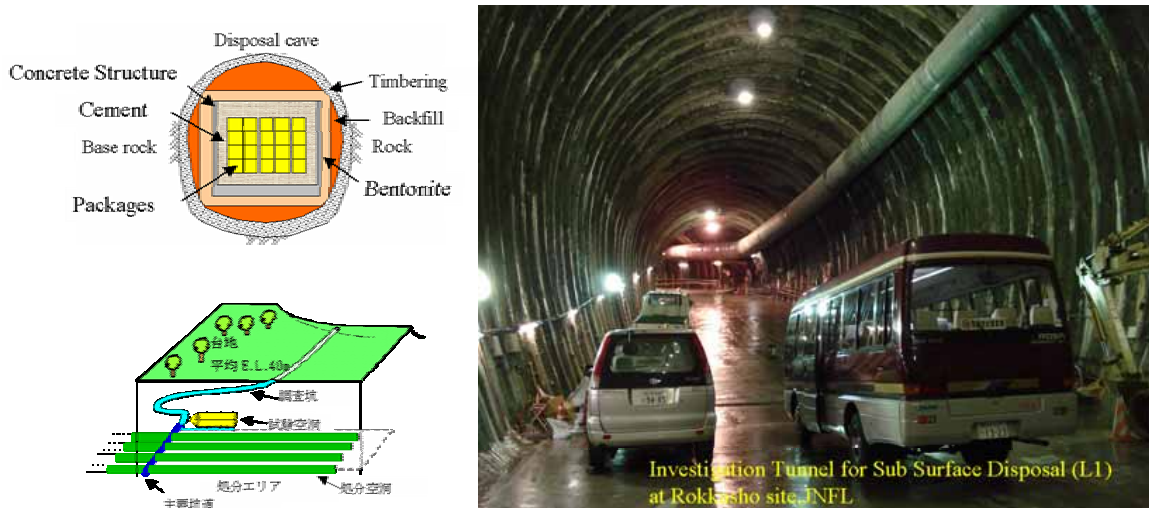 Disposal cave
Concrete Structure
Timbering
Cement
Backfill
Base rock
Rock
Bentonite
Packages
台地
平均 E.L.40m
調査坑
試験空洞
処分エリア
処分空洞
主要坑道
Investigation Tunnel for Sub Surface Disposal (L1)
at Rokkasho site,JNFL